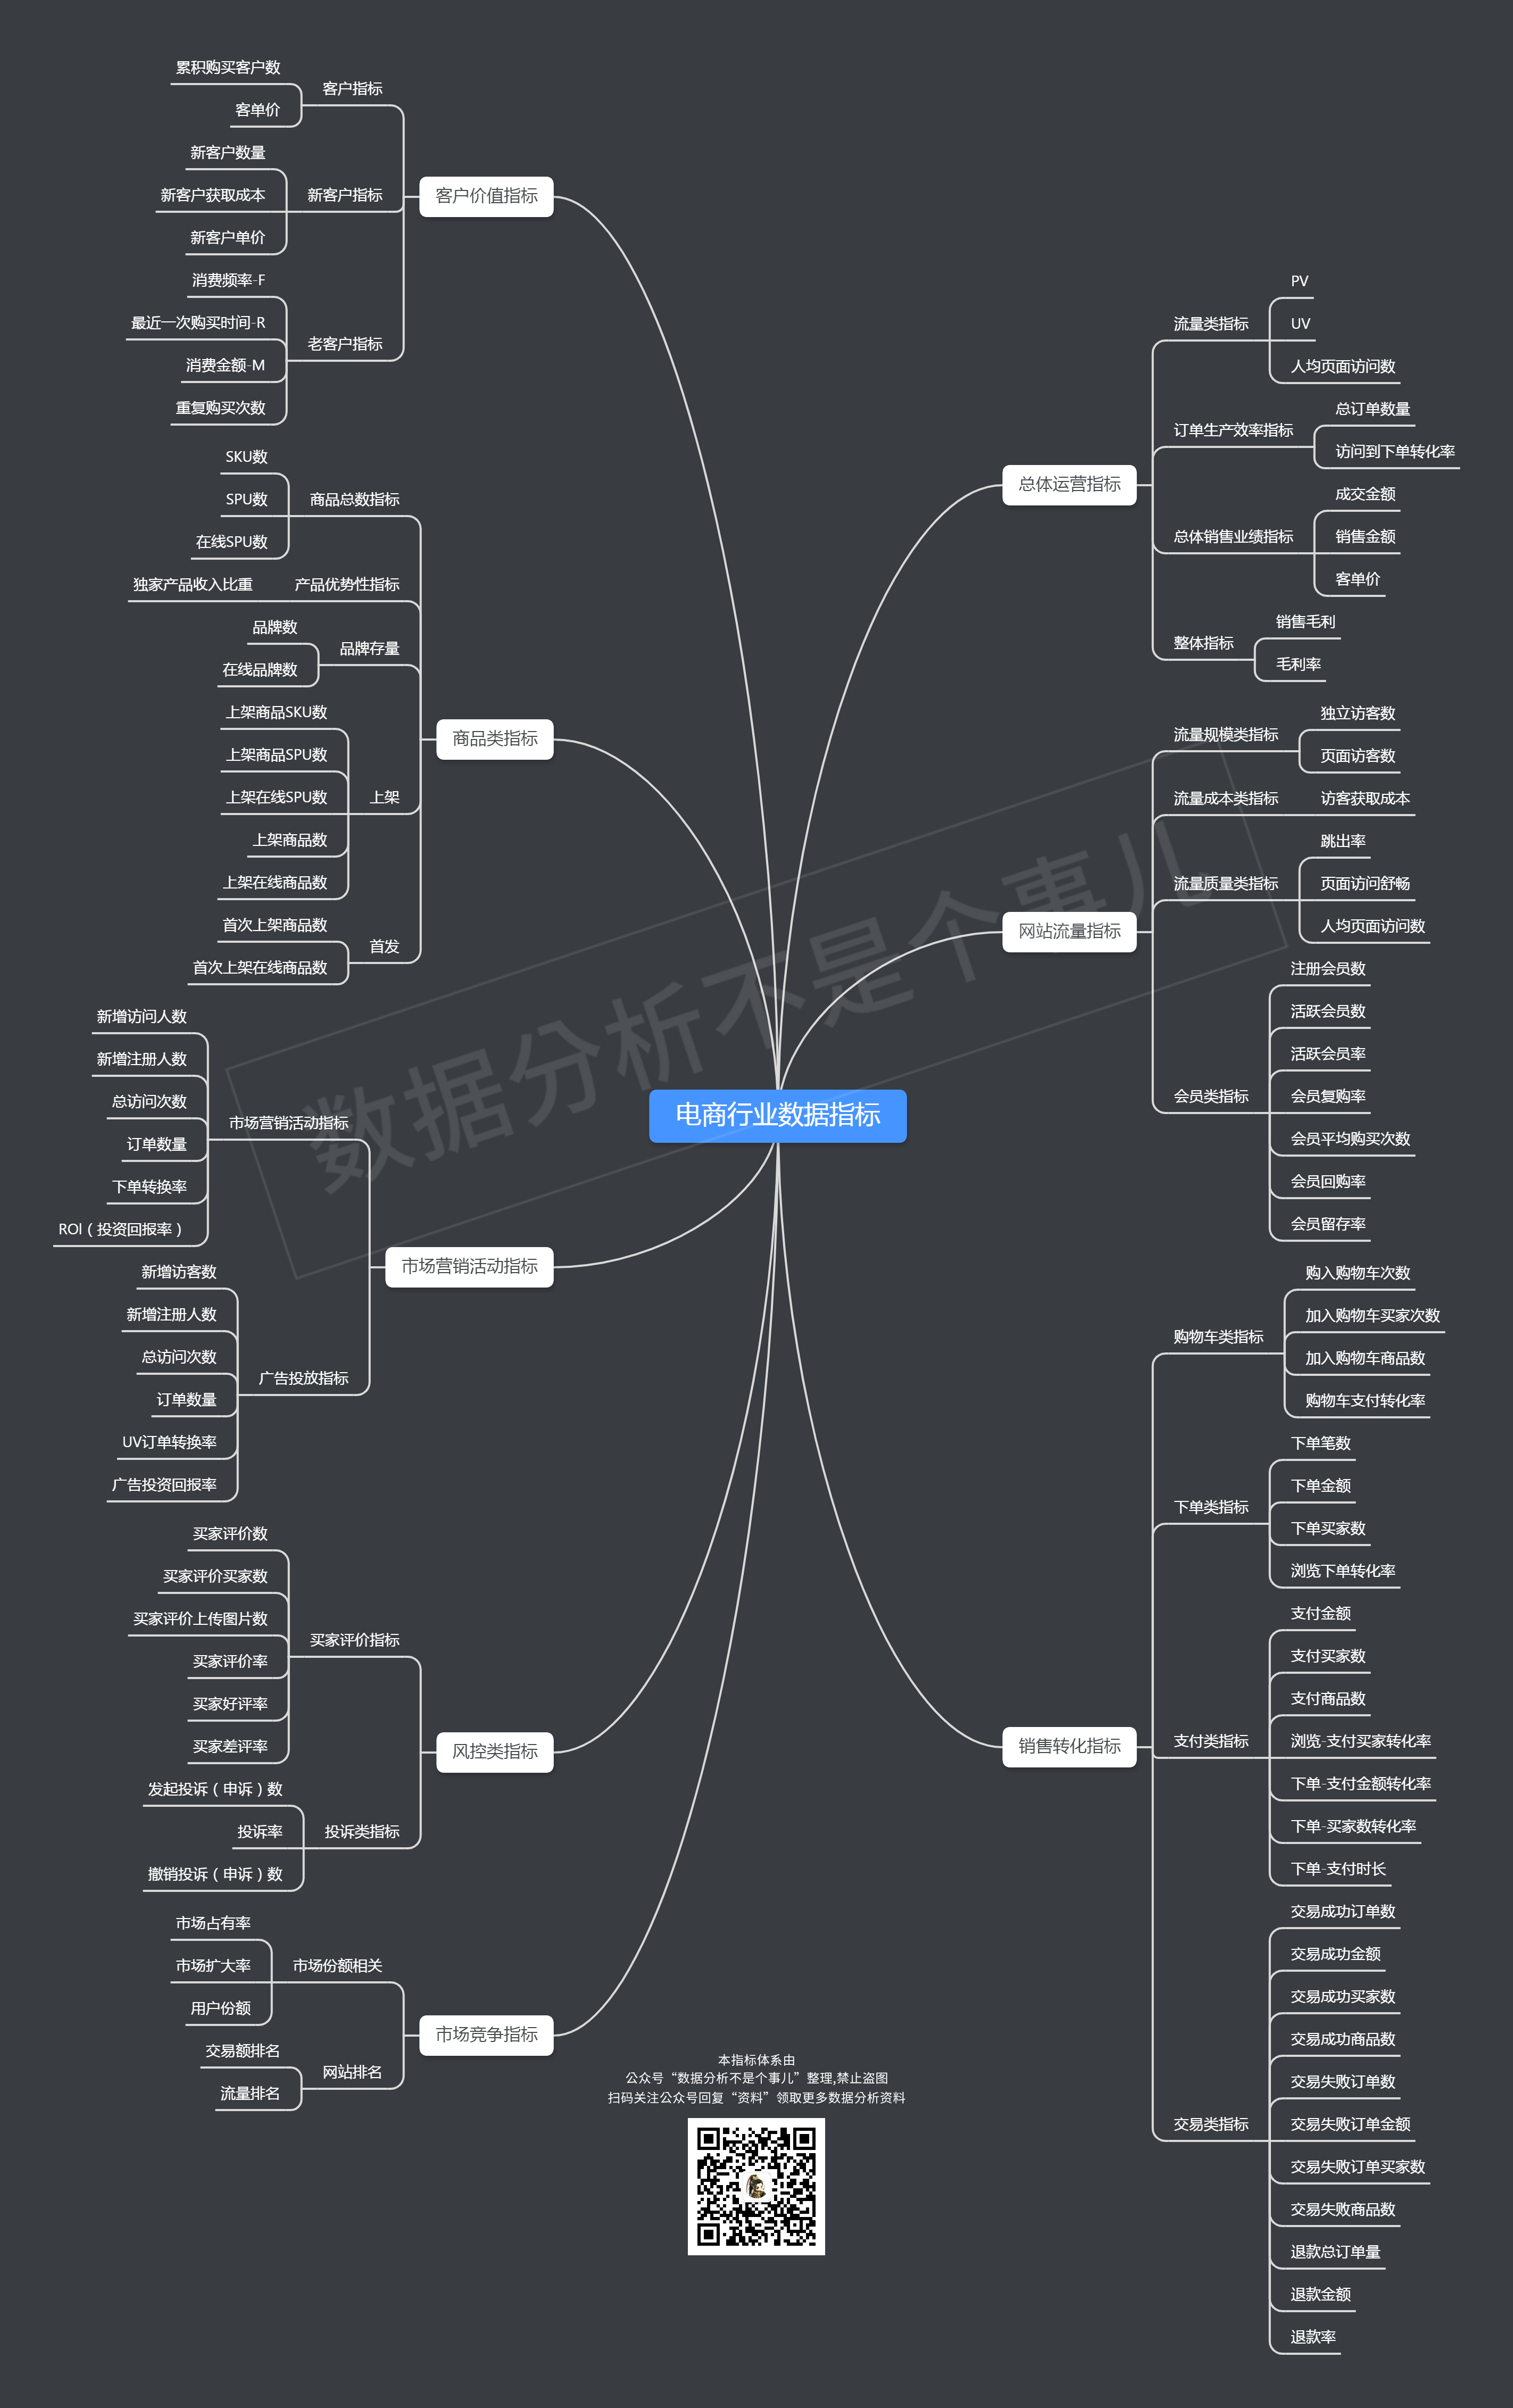 电商行业数据指标
总体运营指标
流量类指标
PV
UV
人均页面访问数
订单生产效率指标
总订单数量
访问到下单转化率
总体销售业绩指标
成交金额
销售金额
客单价
整体指标
销售毛利
毛利率
网站流量指标
流量规模类指标
独立访客数
页面访客数
流量成本类指标
访客获取成本
流量质量类指标
跳出率
页面访问舒畅
人均页面访问数
会员类指标
注册会员数
活跃会员数
活跃会员率
会员复购率
会员平均购买次数
会员回购率
会员留存率
销售转化指标
购物车类指标
购入购物车次数
加入购物车买家次数
加入购物车商品数
购物车支付转化率
下单类指标
下单笔数
下单金额
下单买家数
浏览下单转化率
支付类指标
支付金额
支付买家数
支付商品数
浏览-支付买家转化率
下单-支付金额转化率
下单-买家数转化率
下单-支付时长
交易类指标
交易成功订单数
交易成功金额
交易成功买家数
交易成功商品数
交易失败订单数
交易失败订单金额
交易失败订单买家数
交易失败商品数
退款总订单量
退款金额
退款率
客户价值指标
客户指标
累积购买客户数
客单价
新客户指标
新客户数量
新客户获取成本
新客户单价
老客户指标
消费频率-F
最近一次购买时间-R
消费金额-M
重复购买次数
商品类指标
商品总数指标
SKU数
SPU数
在线SPU数
产品优势性指标
独家产品收入比重
品牌存量
品牌数
在线品牌数
上架
上架商品SKU数
上架商品SPU数
上架在线SPU数
上架商品数
上架在线商品数
首发
首次上架商品数
首次上架在线商品数
市场营销活动指标
市场营销活动指标
新增访问人数
新增注册人数
总访问次数
订单数量
下单转换率
ROI（投资回报率）
广告投放指标
新增访客数
新增注册人数
总访问次数
订单数量
UV订单转换率
广告投资回报率
风控类指标
买家评价指标
买家评价数
买家评价买家数
买家评价上传图片数
买家评价率
买家好评率
买家差评率
投诉类指标
发起投诉（申诉）数
投诉率
撤销投诉（申诉）数
市场竞争指标
市场份额相关
市场占有率
市场扩大率
用户份额
网站排名
交易额排名
流量排名
本指标体系由
公众号“数据分析不是个事儿”整理,禁止盗图
扫码关注公众号回复“资料”领取更多数据分析资料
数据分析不是个事儿